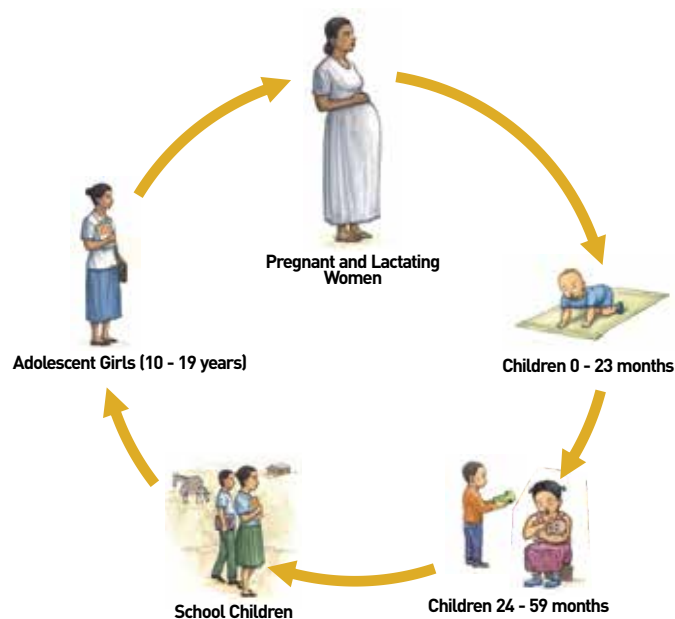 Pregnant and Lactating
Women
Adolescent Girls (10 - 19 years)
Children 0 - 23 months
School Children
Children 24 - 59 months